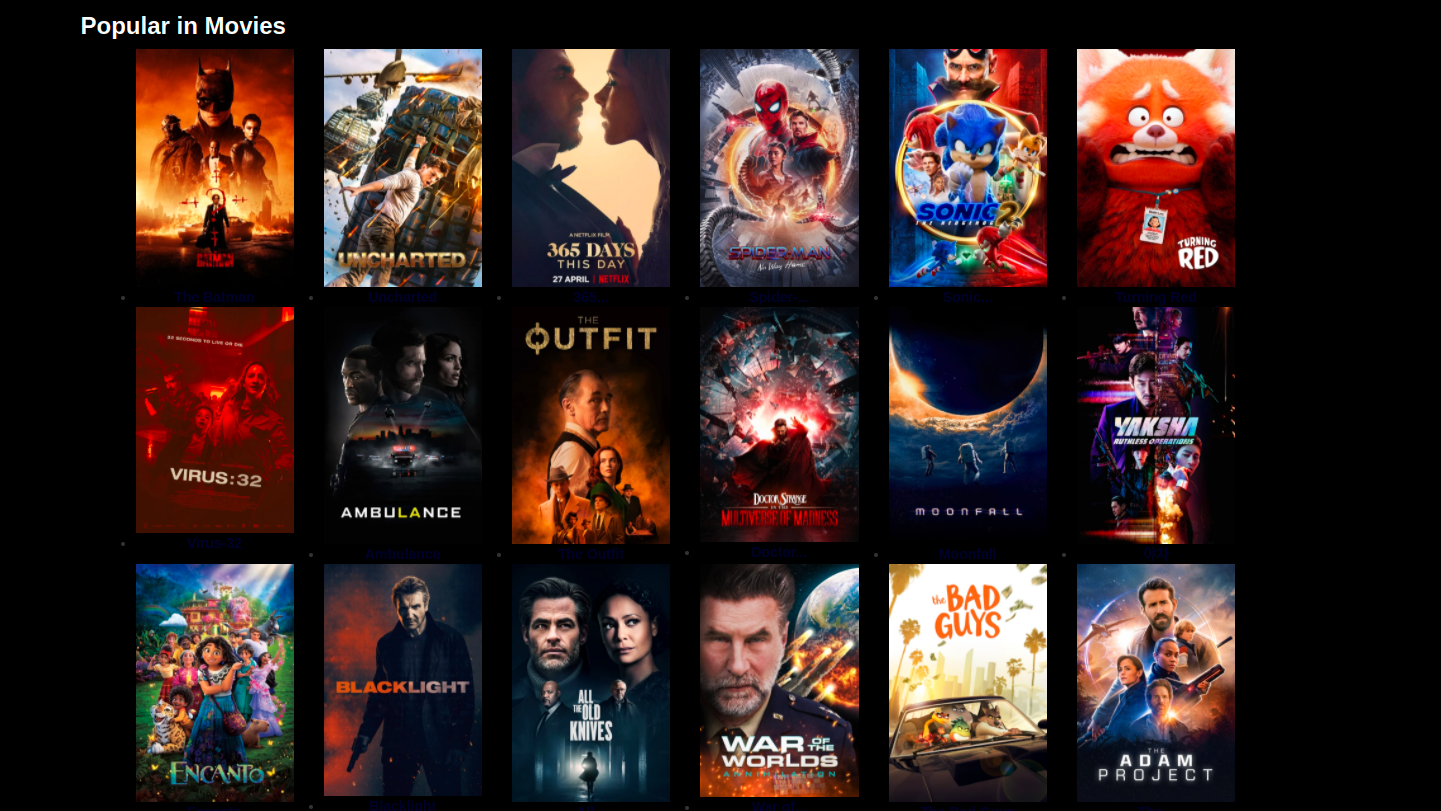 Popular in Movies
BATMAN
UNCHARTED
A NETFLIX FILM
365 DAYS
THIS DAY
27 APRIL | NETFLIX
SPIDER-MAN
No Way Home
SONIC 2
THE HEDGEHOG
TURNING
RED
The Batman
Uncharted
365...
Spider-...
Sonic...
Turning Red
32 SECONDS TO LIVE OR DIE
VIRUS:32
AMBULANCE
THE
OUTFIT
DOCTOR STRANGE
IN THE
MULTIVERSE OF MADNESS
MOONFALL
YAKSHA
RUTHLESS OPERATIONS
Virus-32
Ambulance
The Outfit
Doctor...
Moonfall
ENCANTO
BLACKLIGHT
ALL
THE OLD
KNIVES
WAR OF THE
WORLDS
ANNIHILATION
the BAD
GUYS
THE
ADAM
PROJECT
Blacklight
War of...